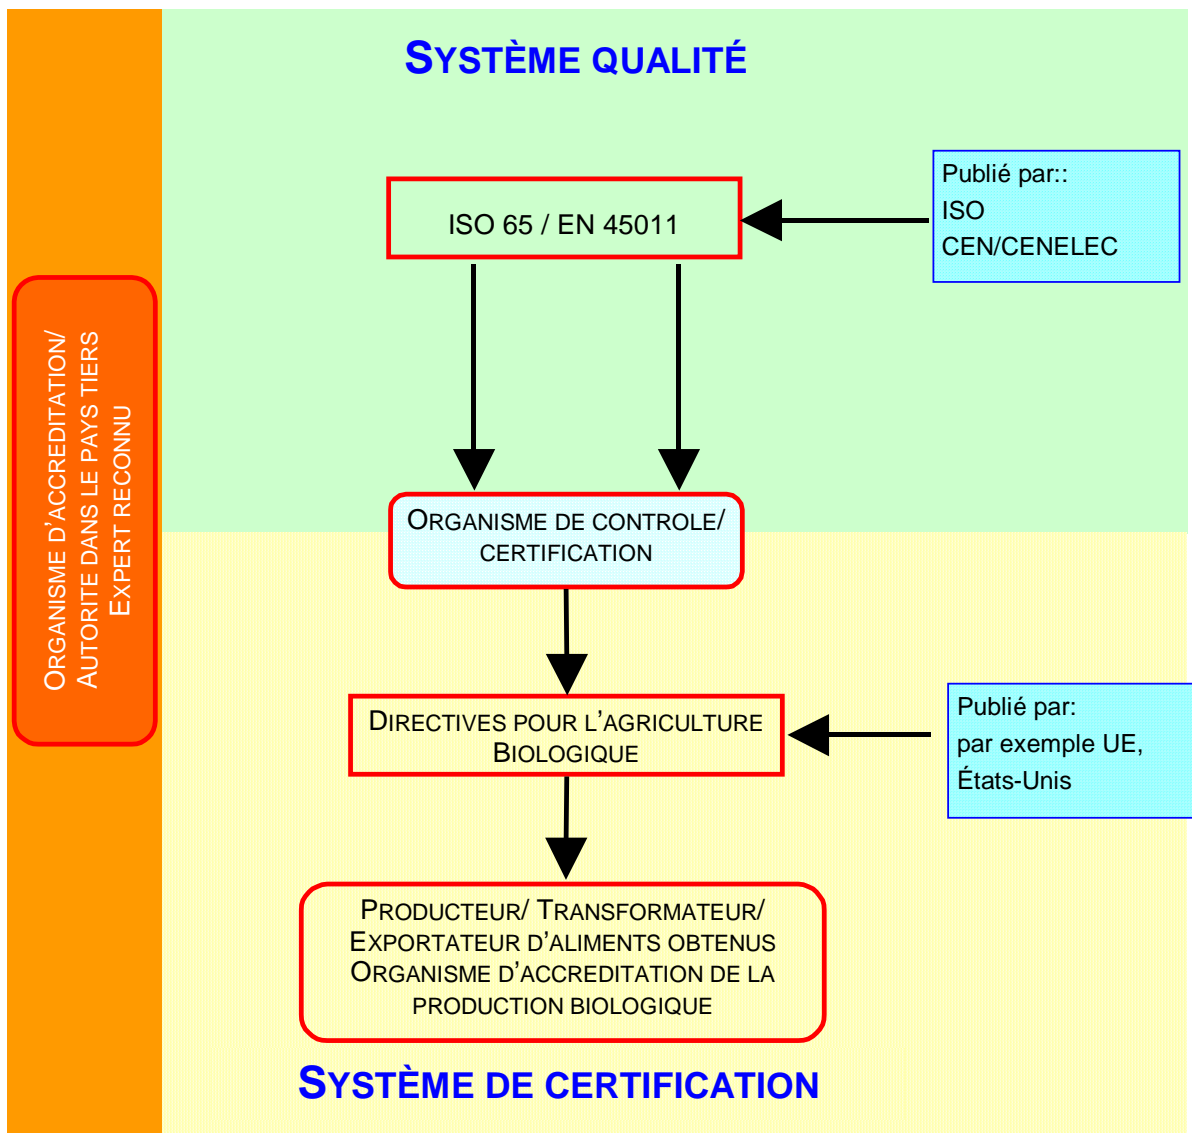 SYSTÈME QUALITÉ
Publié par::
ISO
CEN/CENELEC
ISO 65 / EN 45011
ORGANISME D'ACCREDITATION/
AUTORITE DANS LE PAYS TIERS
EXPERT RECONNU
ORGANISME DE CONTROLE/
CERTIFICATION
DIRECTIVES POUR L'AGRICULTURE
BIOLOGIQUE
Publié par:
par exemple UE,
États-Unis
PRODUCTEUR/ TRANSFORMATEUR/
EXPORTATEUR D'ALIMENTS OBTENUS
ORGANISME D'ACCREDITATION DE LA
PRODUCTION BIOLOGIQUE
SYSTÈME DE CERTIFICATION